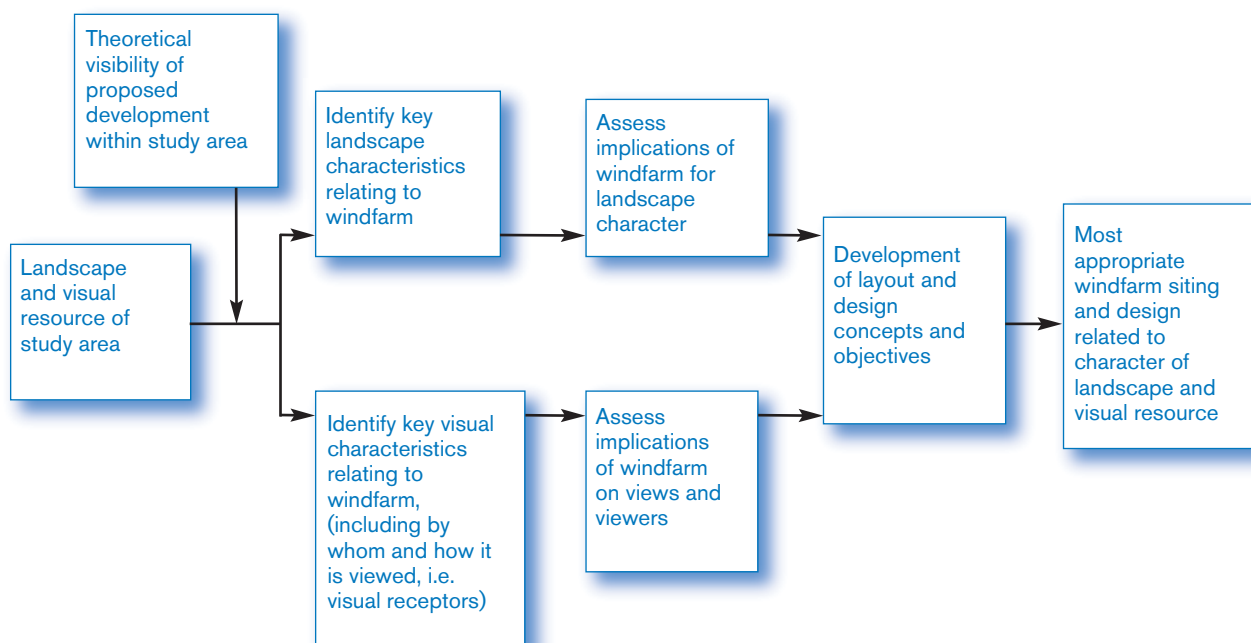 Theoretical
visibility of
proposed
development
within study area
Landscape
and visual
resource of
study area
Identify key
landscape
characteristics
relating to
windfarm
Assess
implications of
windfarm for
landscape
character
Identify key visual
characteristics
relating to
windfarm,
(including by
whom and how it
is viewed, i.e.
visual receptors)
Assess
implications
of windfarm
on views and
viewers
Development
of layout and
design
concepts and
objectives
Most
appropriate
windfarm siting
and design
related to
character of
landscape and
visual resource